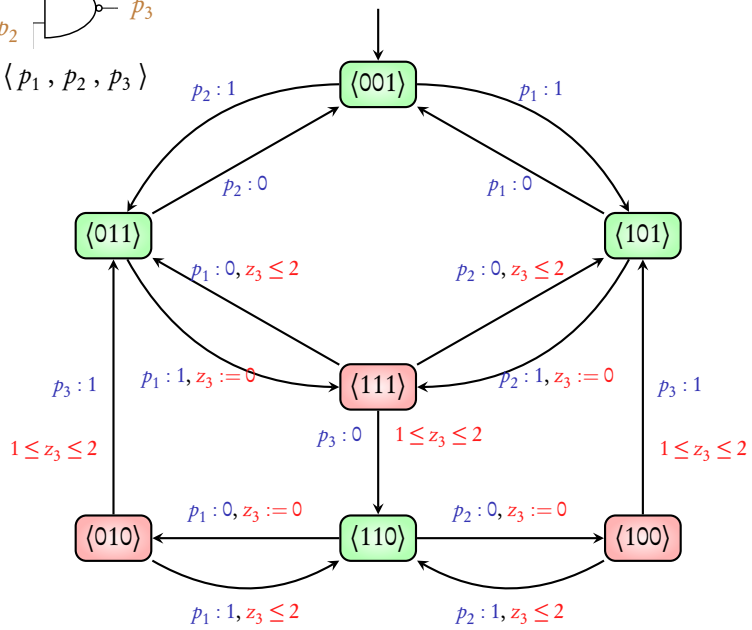 p₃
p₂
⟨ p₁ , p₂ , p₃ ⟩
⟨001⟩
p₂ : 1
p₁ : 1
p₂ : 0
p₁ : 0
⟨011⟩
⟨101⟩
p₁ : 0, z₃ ≤ 2
p₂ : 0, z₃ ≤ 2
p₁ : 1, z₃ := 0
⟨111⟩
p₂ : 1, z₃ := 0
p₃ : 1
p₃ : 1
p₃ : 0
1 ≤ z₃ ≤ 2
1 ≤ z₃ ≤ 2
1 ≤ z₃ ≤ 2
p₁ : 0, z₃ := 0
p₂ : 0, z₃ := 0
⟨010⟩
⟨110⟩
⟨100⟩
p₁ : 1, z₃ ≤ 2
p₂ : 1, z₃ ≤ 2